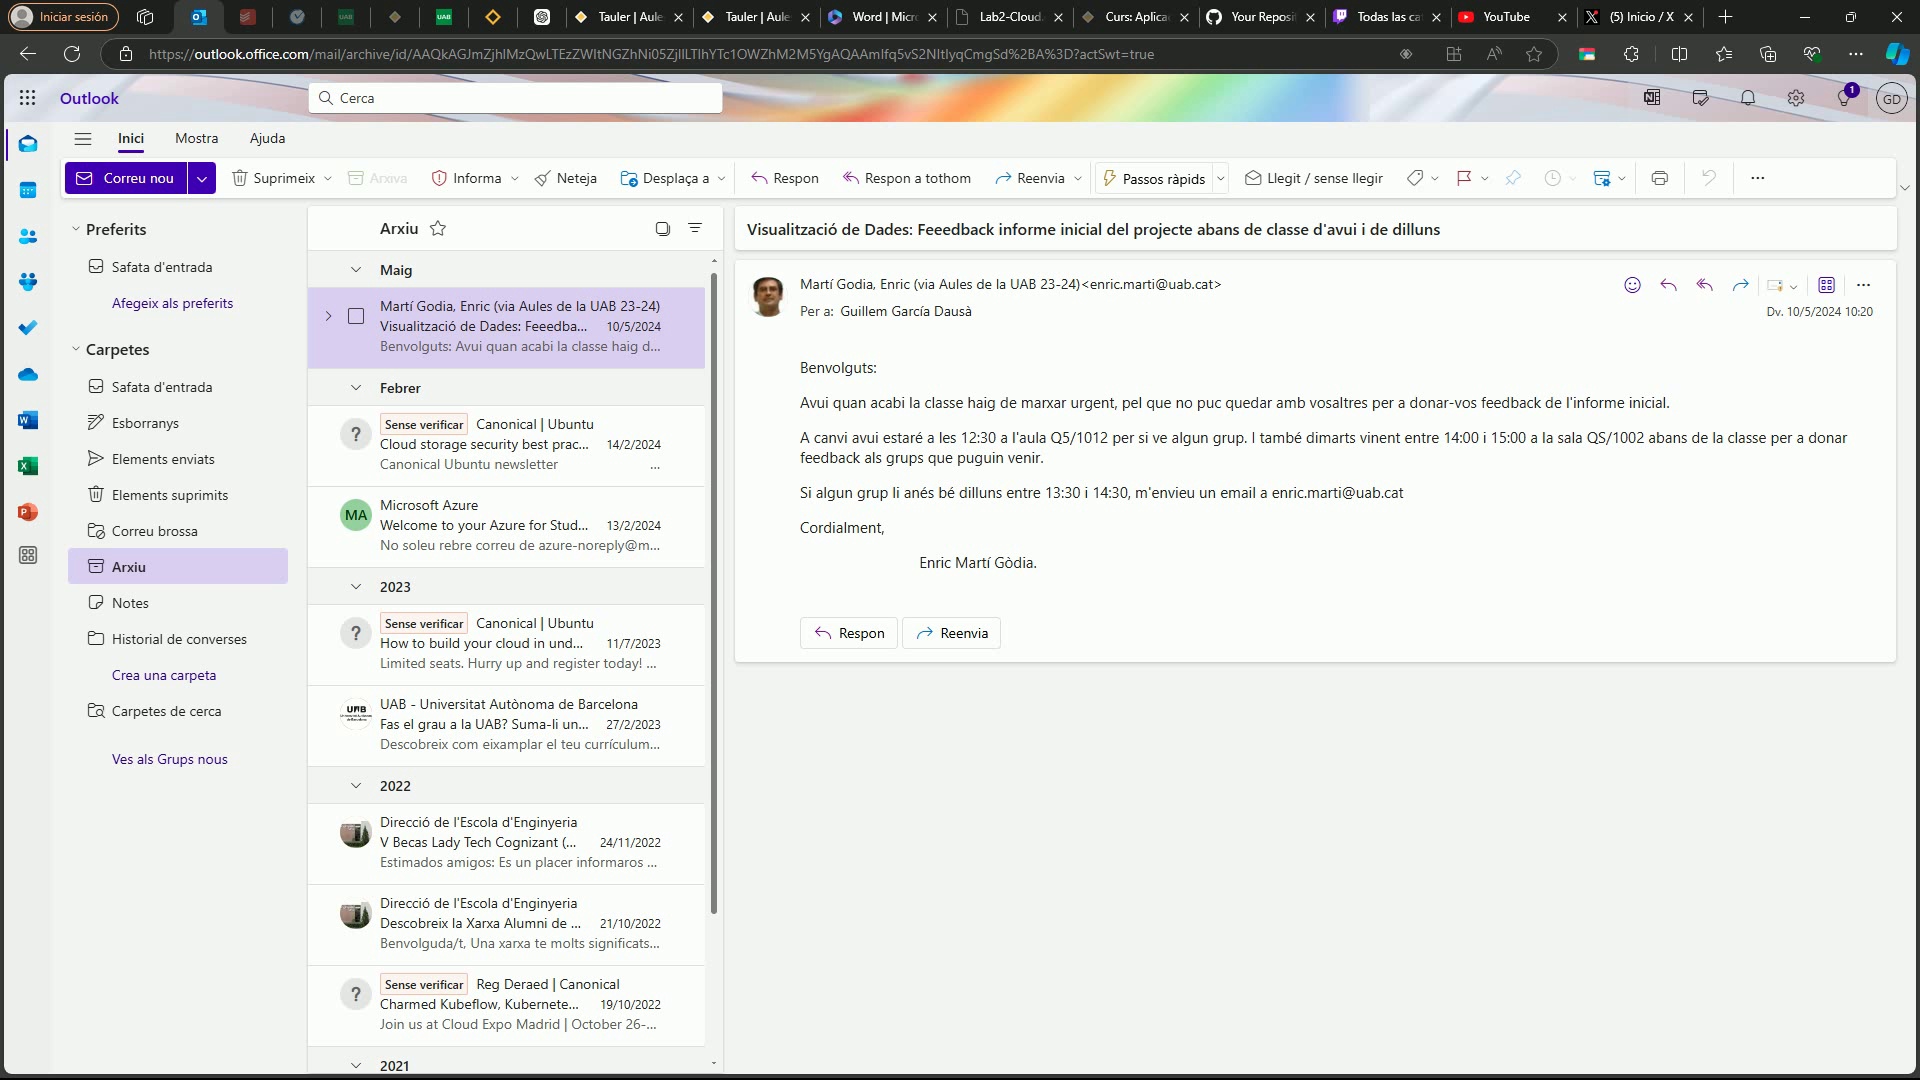 Iniciar sesión
Tauler | Aule
Tauler | Aule
Word | Micr
Lab2-Cloud
Curs: Aplica
Your Reposi
Todas las ca
YouTube
(5) Inicio / X
Outlook
Cerca
GD
1
Inici
Mostra
Ajuda
Correu nou
Suprimeix
Arxiva
Informa
Neteja
Desplaça a
Respon
Respon a tothom
Reenvia
Passos ràpids
Llegit / sense llegir
Preferits
Safata d'entrada
Afegeix als preferits
Carpetes
Safata d'entrada
Esborranys
Elements enviats
Elements suprimits
Correu brossa
Arxiu
Notes
Historial de converses
Crea una carpeta
Carpetes de cerca
Ves als Grups nous
Arxiu
Maig
Martí Godia, Enric (via Aules de la UAB 23-24)
Visualització de Dades: Feeedba... 10/5/2024
Benvolguts: Avui quan acabi la classe haig d...
Febrer
?
Sense verificar Canonical | Ubuntu
Cloud storage security best prac... 14/2/2024
Canonical Ubuntu newsletter ...
MA
Microsoft Azure
Welcome to your Azure for Stud... 13/2/2024
No soleu rebre correu de azure-noreply@m...
2023
?
Sense verificar Canonical | Ubuntu
How to build your cloud in und... 11/7/2023
Limited seats. Hurry up and register today! ...
UAB
UAB - Universitat Autònoma de Barcelona
Fas el grau a la UAB? Suma-li un... 27/2/2023
Descobreix com eixamplar el teu currículum...
2022
Direcció de l'Escola d'Enginyeria
V Becas Lady Tech Cognizant (... 24/11/2022
Estimados amigos: Es un placer informaros ...
Direcció de l'Escola d'Enginyeria
Descobreix la Xarxa Alumni de ... 21/10/2022
Benvolguda/t, Una xarxa te molts significats...
?
Sense verificar Reg Deraed | Canonical
Charmed Kubeflow, Kubernete... 19/10/2022
Join us at Cloud Expo Madrid | October 26-...
2021
Visualització de Dades: Feeedback informe inicial del projecte abans de classe d'avui i de dilluns
Martí Godia, Enric (via Aules de la UAB 23-24)<enric.marti@uab.cat>
Per a: Guillem García Dausà
Dv. 10/5/2024 10:20
Benvolguts:
Avui quan acabi la classe haig de marxar urgent, pel que no puc quedar amb vosaltres per a donar-vos feedback de l'informe inicial.
A canvi avui estaré a les 12:30 a l'aula Q5/1012 per si ve algun grup. I també dimarts vinent entre 14:00 i 15:00 a la sala QS/1002 abans de la classe per a donar
feedback als grups que puguin venir.
Si algun grup li anés bé dilluns entre 13:30 i 14:30, m'envieu un email a enric.marti@uab.cat
Cordialment,
Enric Martí Gòdia.
Respon
Reenvia